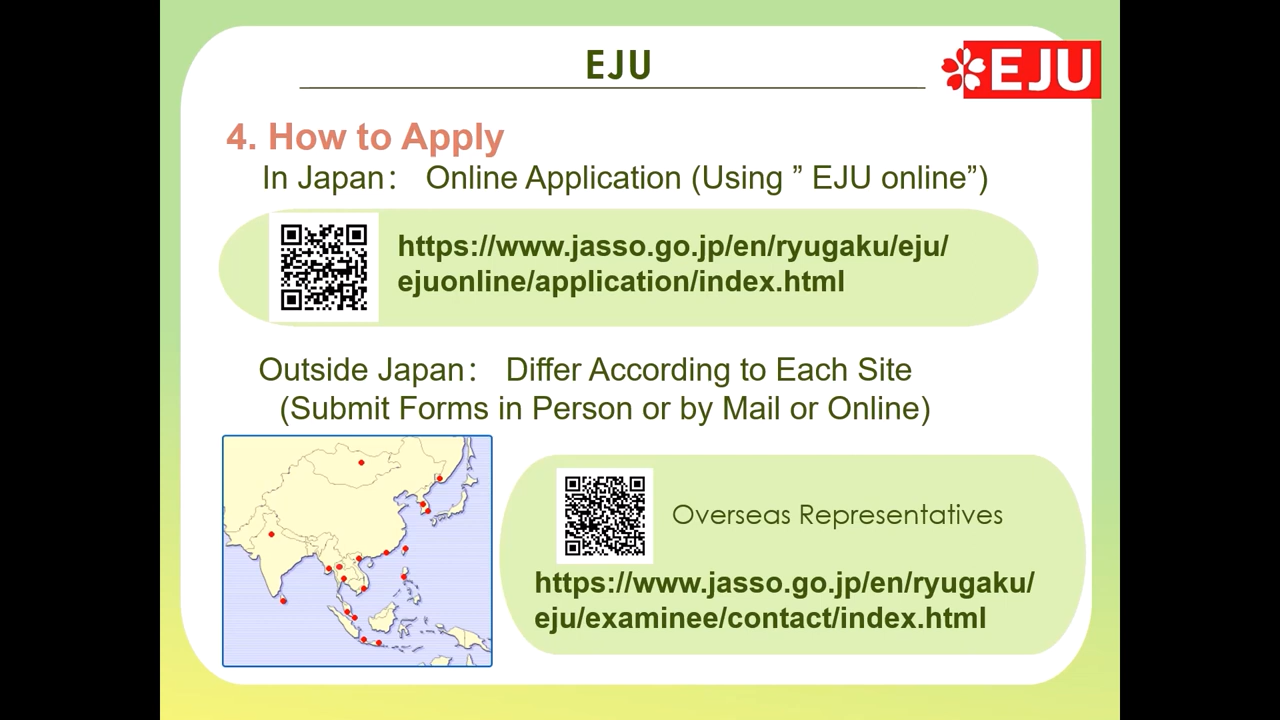 EJU
EJU
4. How to Apply
In Japan： Online Application (Using ” EJU online”)
https://www.jasso.go.jp/en/ryugaku/eju/
ejuonline/application/index.html
Outside Japan： Differ According to Each Site
(Submit Forms in Person or by Mail or Online)
Overseas Representatives
https://www.jasso.go.jp/en/ryugaku/
eju/examinee/contact/index.html